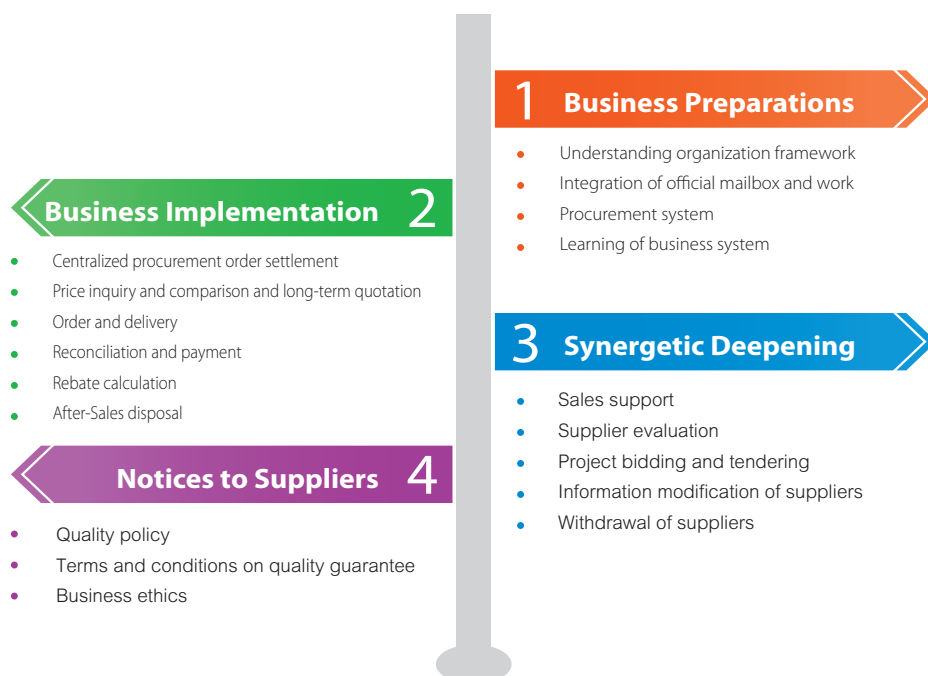 1 Business Preparations
Understanding organization framework
Integration of official mailbox and work
Procurement system
Learning of business system
Business Implementation 2
Centralized procurement order settlement
Price inquiry and comparison and long-term quotation
Order and delivery
Reconciliation and payment
Rebate calculation
After-Sales disposal
3 Synergetic Deepening
Sales support
Supplier evaluation
Project bidding and tendering
Information modification of suppliers
Withdrawal of suppliers
Notices to Suppliers 4
Quality policy
Terms and conditions on quality guarantee
Business ethics